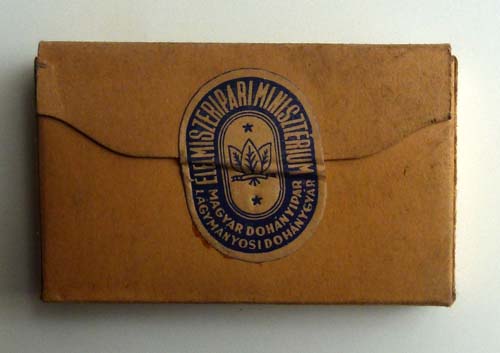 ÉLELMISZERIPARI MINISZTÉRIUM
MAGYAR DOHÁNYIPAR
LÁGYMÁNYOSI DOHÁNYGYÁR